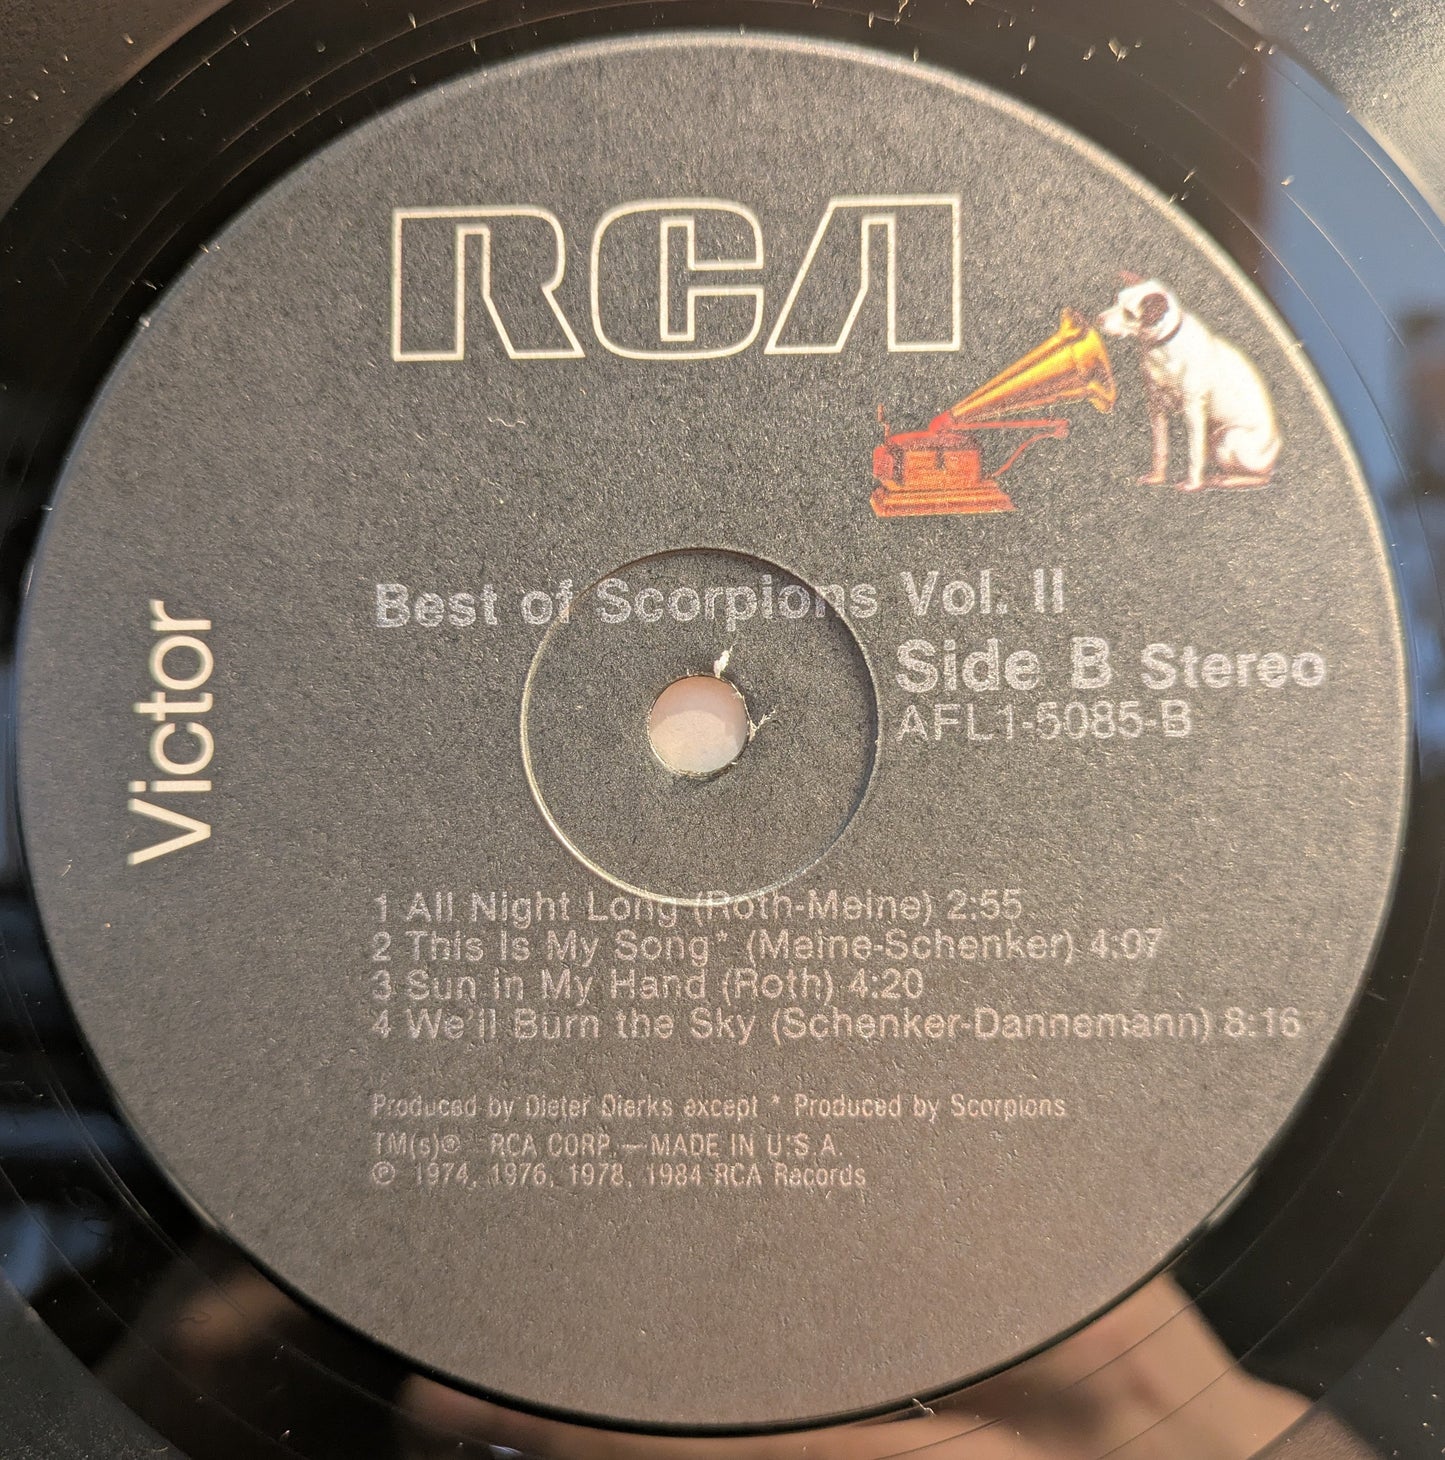 RCA
Victor
Best of Scorpions Vol. II
Side B Stereo
AFL1-5085-B
1 All Night Long (Roth-Meine) 2:55
2 This Is My Song* (Meine-Schenker) 4:07
3 Sun in My Hand (Roth) 4:20
4 We'll Burn the Sky (Schenker-Dannemann) 8:16
Produced by Dieter Dierks except * Produced by Scorpions
TM(s)® RCA CORP.—MADE IN U.S.A.
℗ 1974, 1976, 1978, 1984 RCA Records